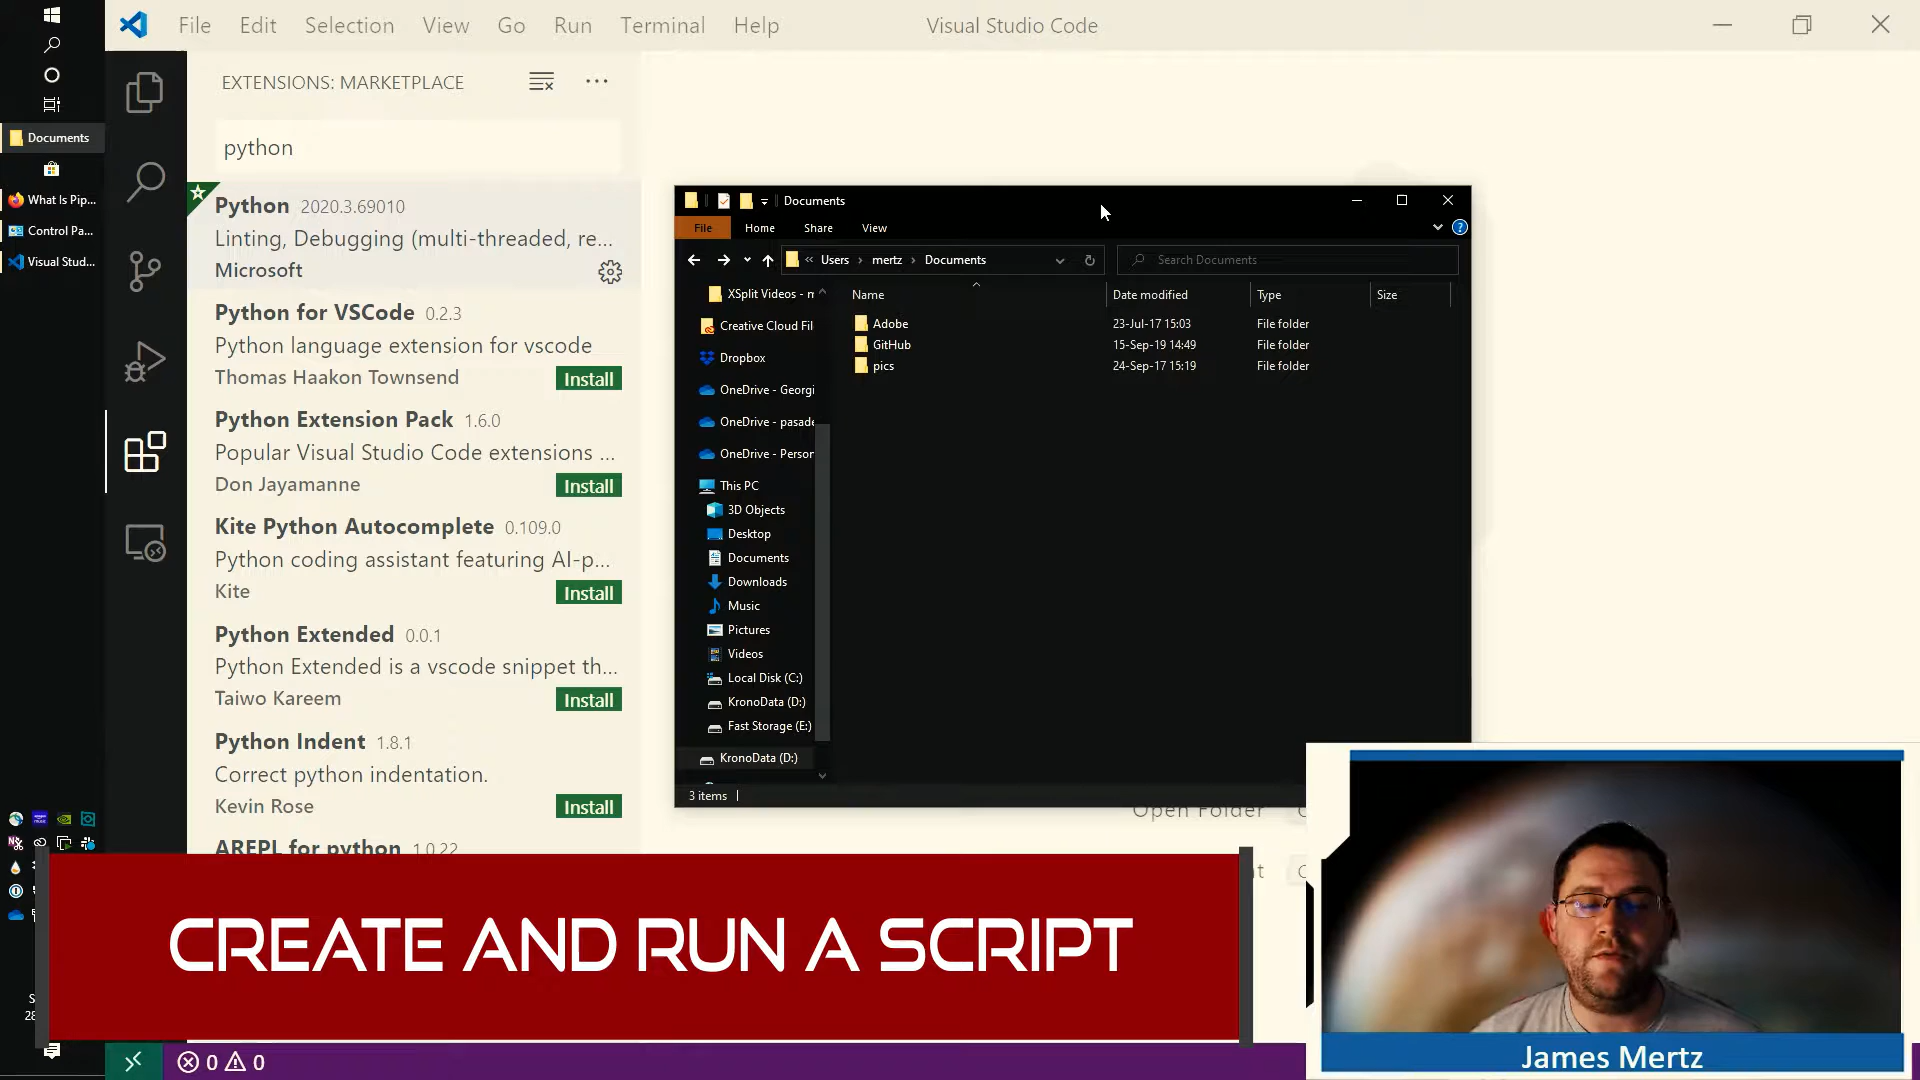 File Edit Selection View Go Run Terminal Help
Visual Studio Code
EXTENSIONS: MARKETPLACE
python
Python 2020.3.69010
Linting, Debugging (multi-threaded, re...
Microsoft
Python for VSCode 0.2.3
Python language extension for vscode
Thomas Haakon Townsend
Install
Python Extension Pack 1.6.0
Popular Visual Studio Code extensions ...
Don Jayamanne
Install
Kite Python Autocomplete 0.109.0
Python coding assistant featuring AI-p...
Kite
Install
Python Extended 0.0.1
Python Extended is a vscode snippet th...
Taiwo Kareem
Install
Python Indent 1.8.1
Correct python indentation.
Kevin Rose
Install
AREPL for python 1.0.22
Documents
What Is Pip...
Control Pa...
Visual Stud...
Documents
File Home Share View
Users mertz Documents
Search Documents
Name Date modified Type Size
Adobe 23-Jul-17 15:03 File folder
GitHub 15-Sep-19 14:49 File folder
pics 24-Sep-17 15:19 File folder
XSplit Videos - m
Creative Cloud Fil
Dropbox
OneDrive - Georgi
OneDrive - pasade
OneDrive - Person
This PC
3D Objects
Desktop
Documents
Downloads
Music
Pictures
Videos
Local Disk (C:)
KronoData (D:)
Fast Storage (E:)
KronoData (D:)
3 items
Open Folder
CREATE AND RUN A SCRIPT
0 0
James Mertz